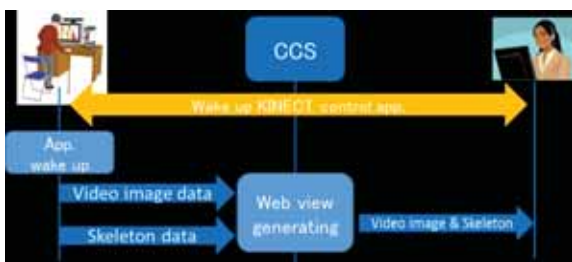 CCS
Wake up KINECT control app.
App.
wake up
Video image data
Web view
generating
Video image & Skeleton
Skeleton data